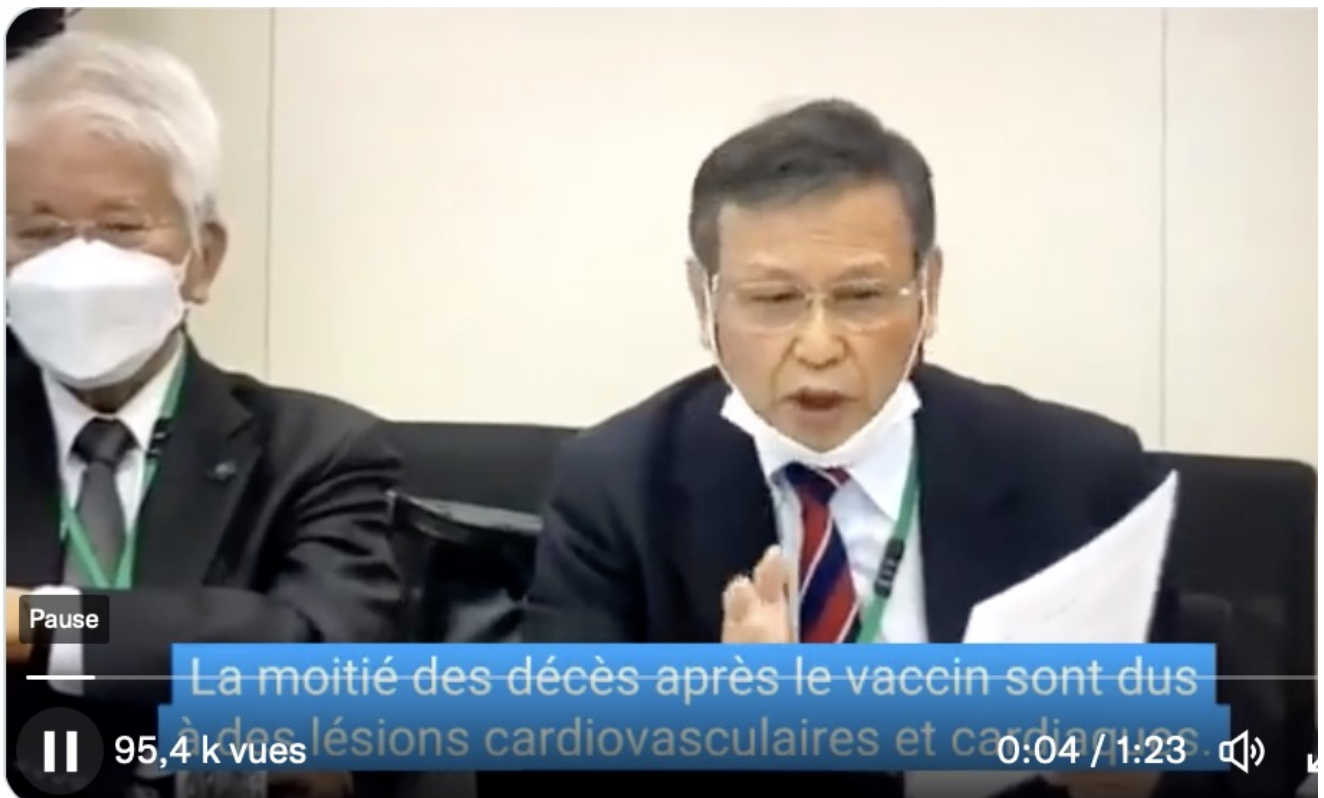 Pause
La moitié des décès après le vaccin sont dus
à des lésions cardiovasculaires et cardiaques.
95,4 k vues
0:04 / 1:23